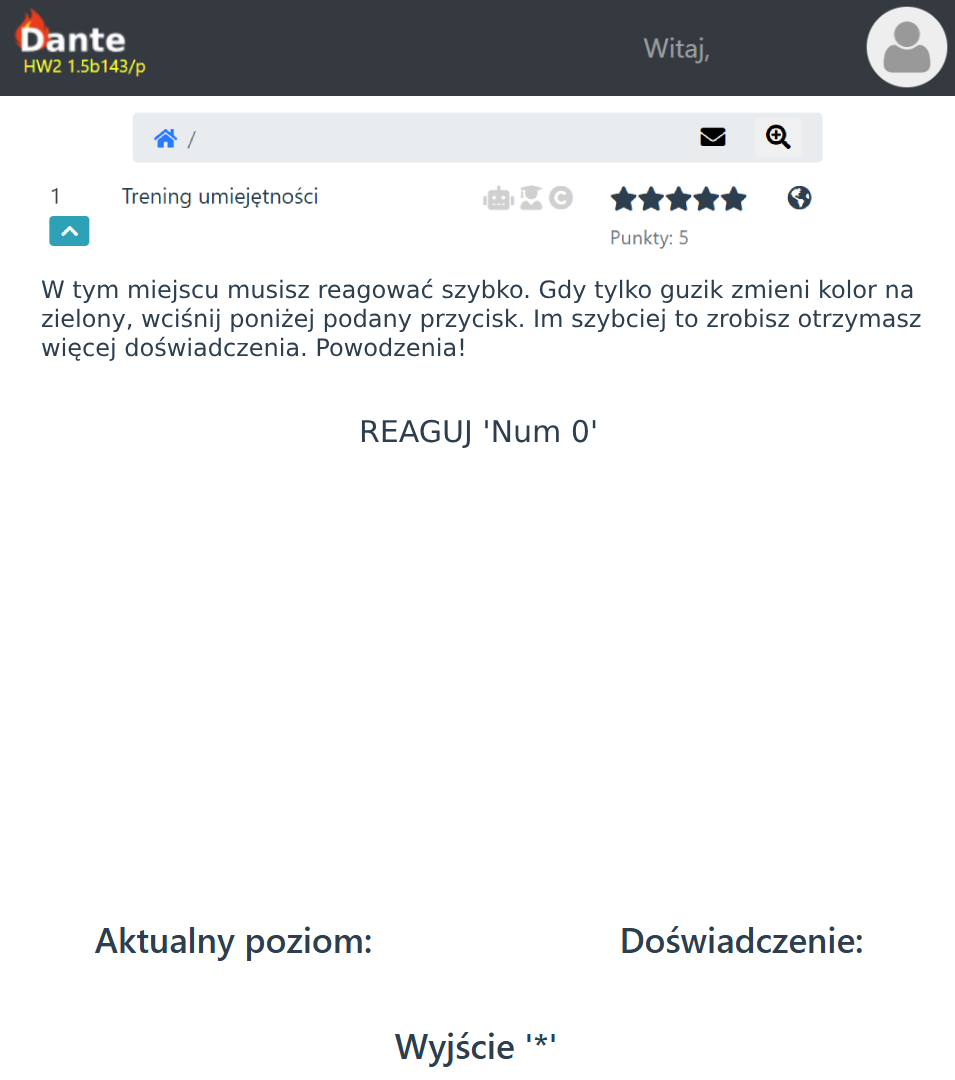 Dante
HW2 1.5b143/p
Witaj,
/
1 Trening umiejętności
Punkty: 5
W tym miejscu musisz reagować szybko. Gdy tylko guzik zmieni kolor na
zielony, wciśnij poniżej podany przycisk. Im szybciej to zrobisz otrzymasz
więcej doświadczenia. Powodzenia!
REAGUJ 'Num 0'
Aktualny poziom: Doświadczenie:
Wyjście '*'